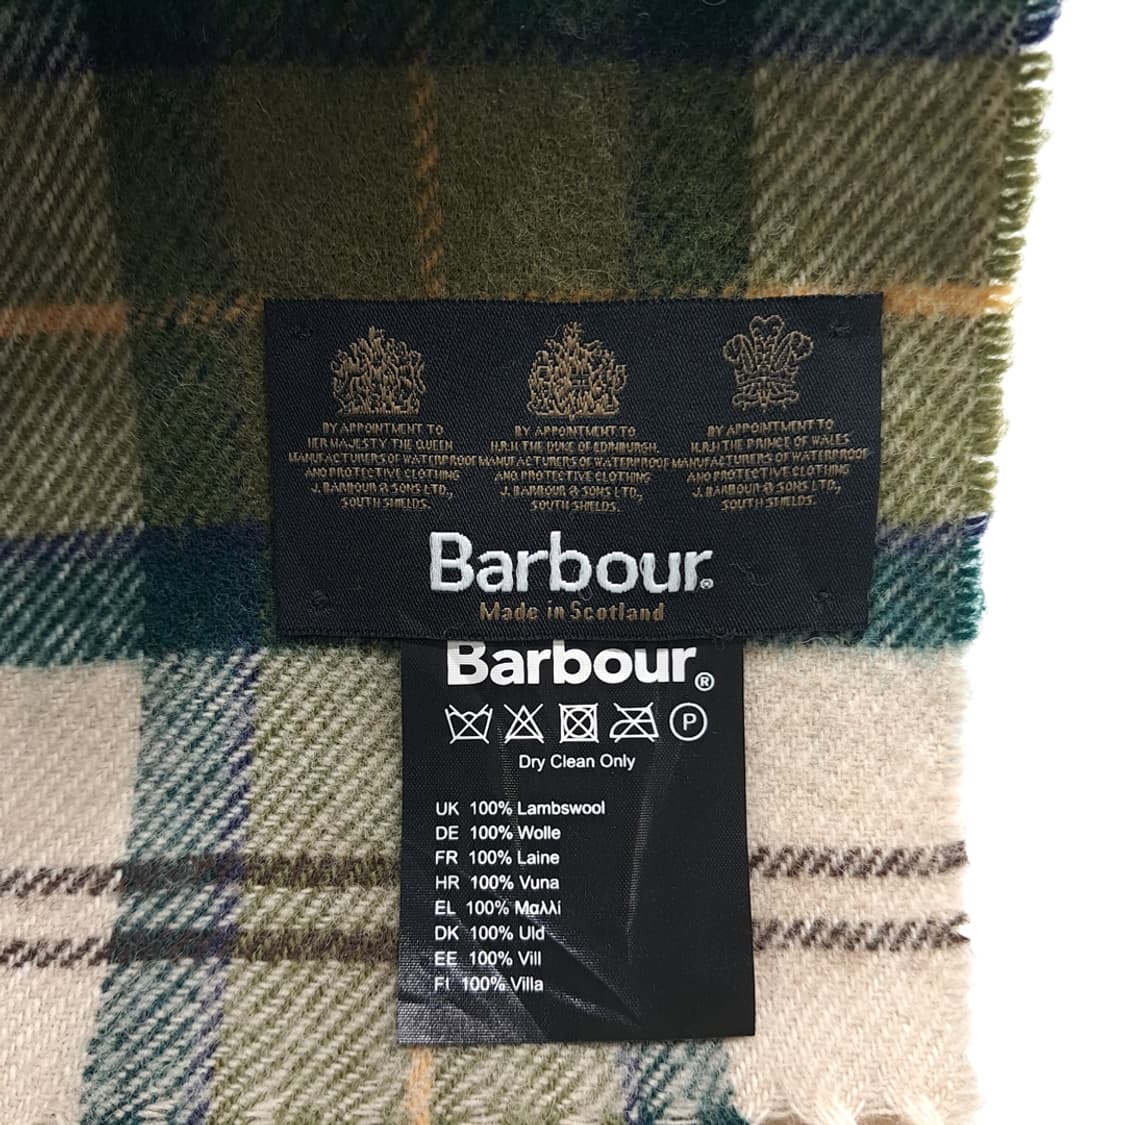 BY APPOINTMENT TO
HER MAJESTY THE QUEEN
MANUFACTURERS OF WATERPROOF
AND PROTECTIVE CLOTHING
J. BARBOUR & SONS LTD.,
SOUTH SHIELDS.
BY APPOINTMENT TO
H.R.H. THE DUKE OF EDINBURGH.
MANUFACTURERS OF WATERPROOF
AND PROTECTIVE CLOTHING
J. BARBOUR & SONS LTD.,
SOUTH SHIELDS.
BY APPOINTMENT TO
H.R.H THE PRINCE OF WALES
MANUFACTURERS OF WATERPROOF
AND PROTECTIVE CLOTHING
J. BARBOUR & SONS LTD.,
SOUTH SHIELDS.
Barbour®
Made in Scotland
Barbour®
P
Dry Clean Only
UK 100% Lambswool
DE 100% Wolle
FR 100% Laine
HR 100% Vuna
EL 100% Μαλλi
DK 100% Uld
EE 100% Vill
FI 100% Villa